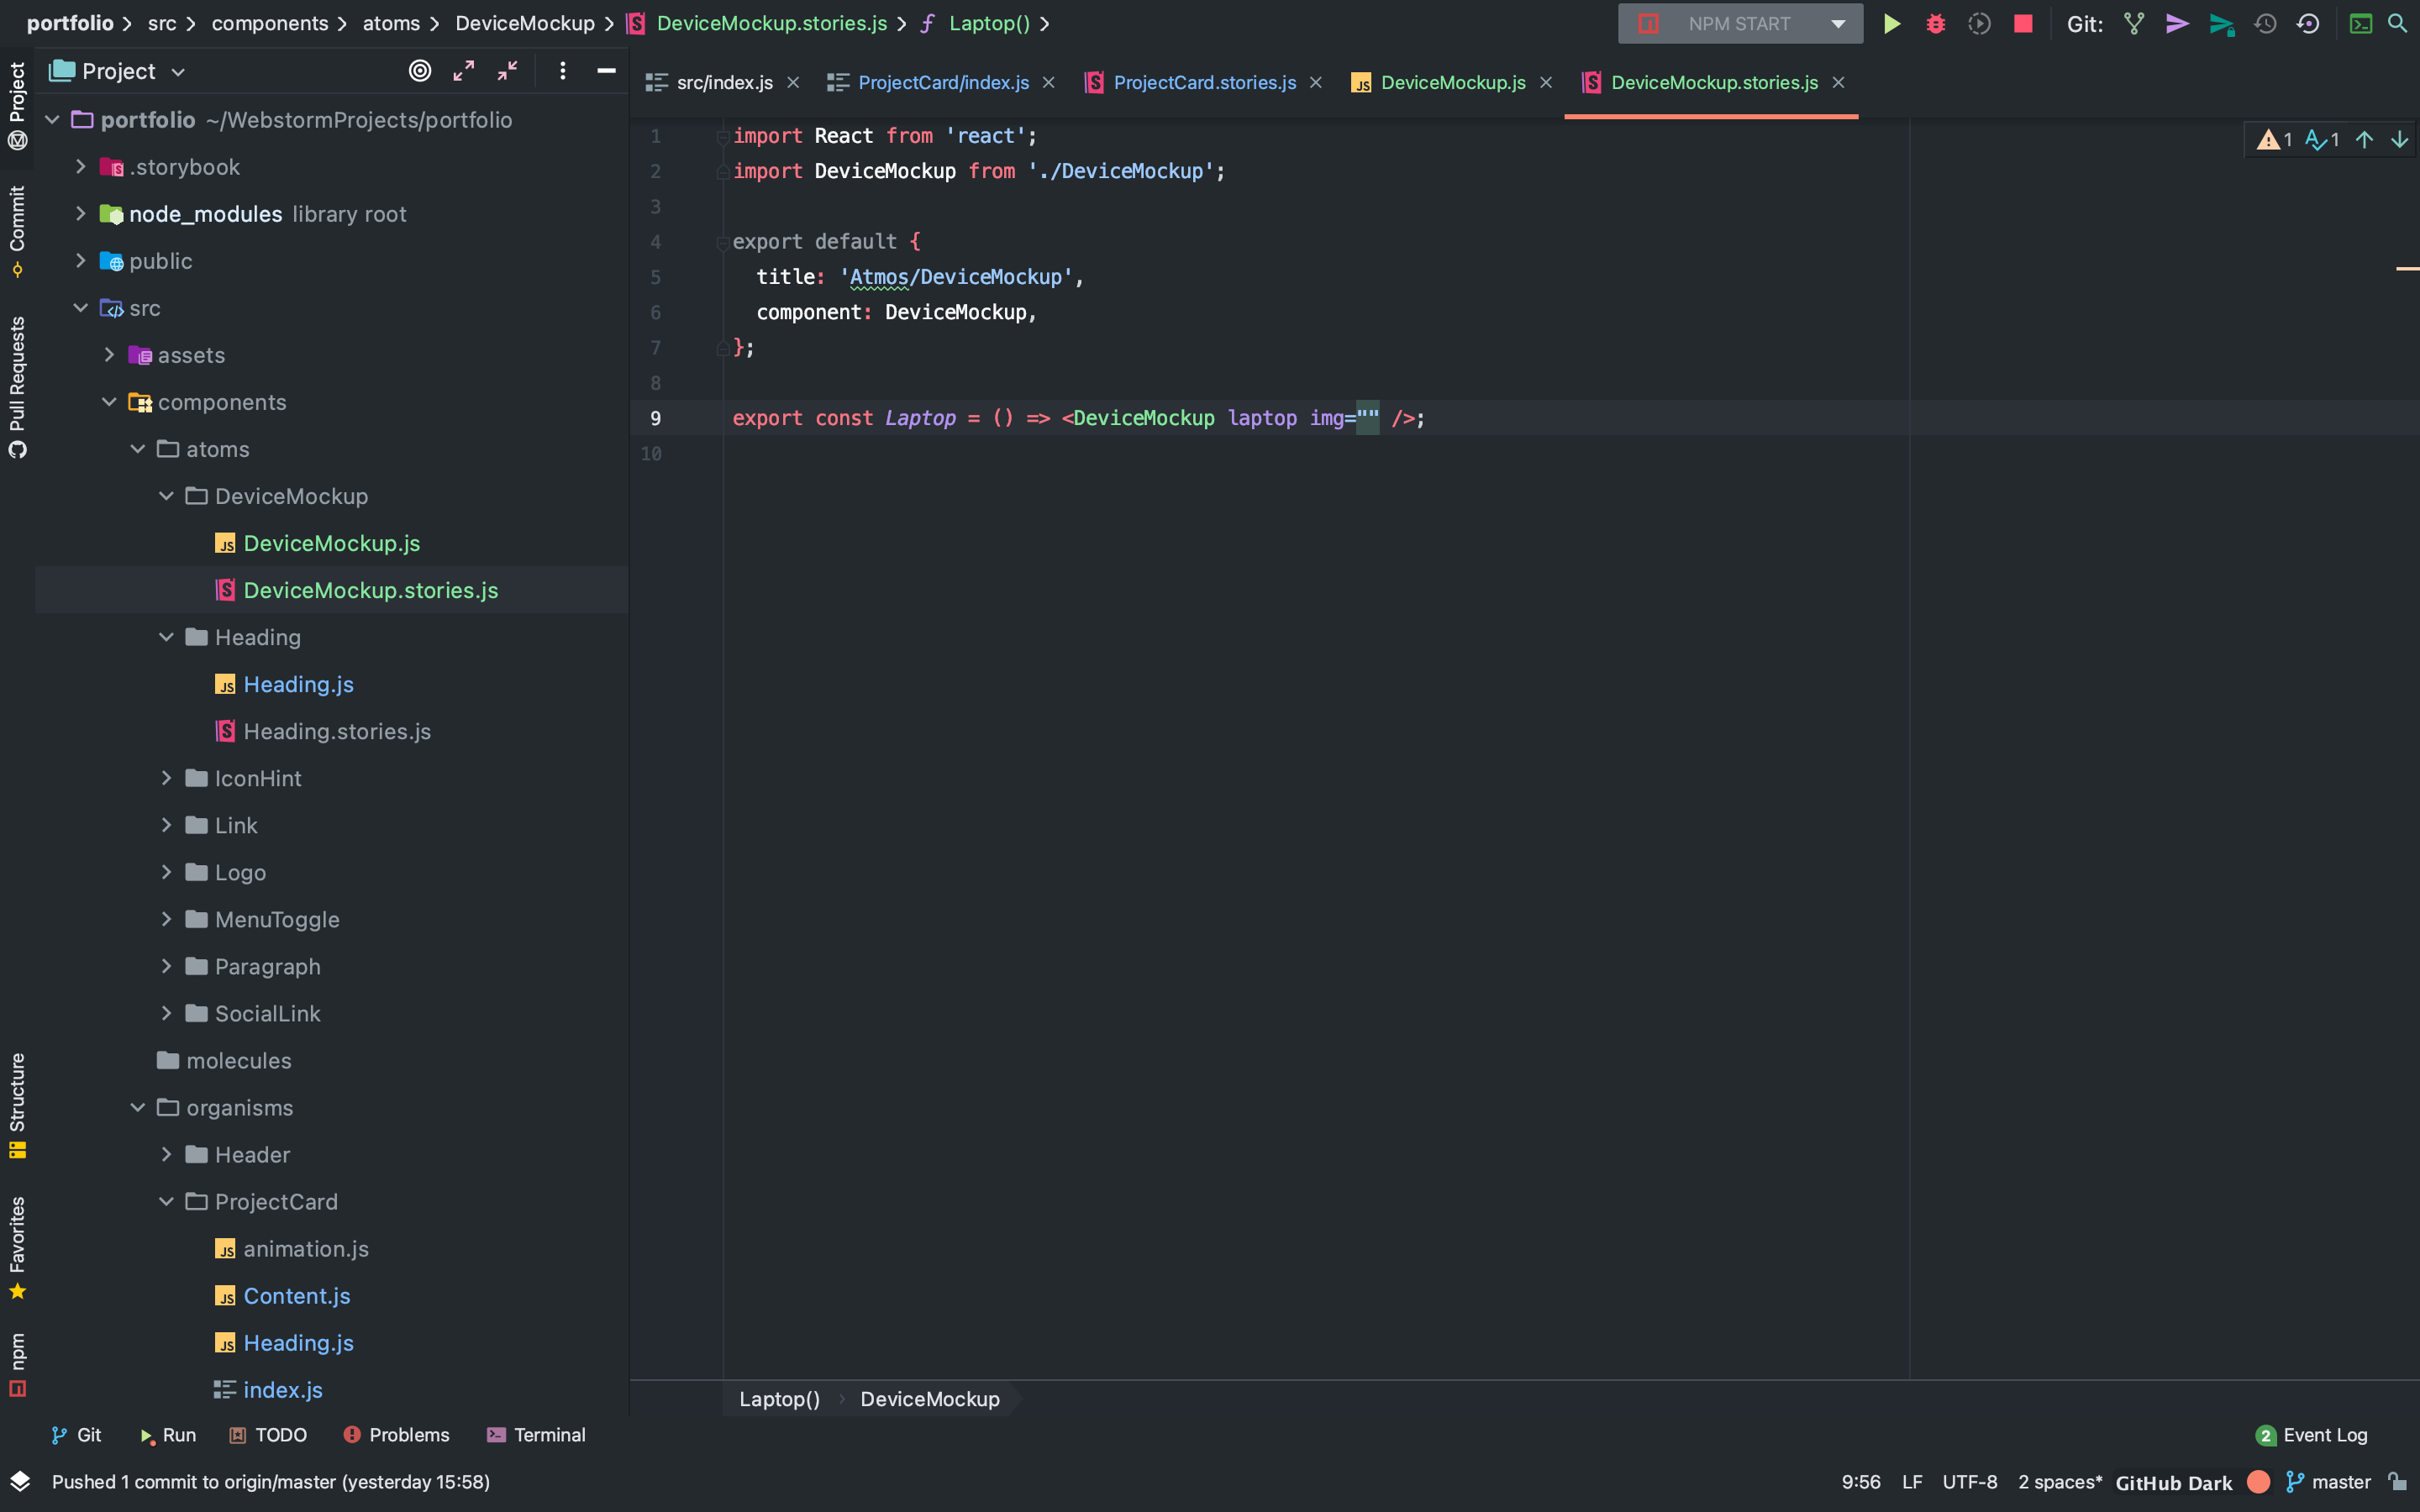 portfolio src components atoms DeviceMockup DeviceMockup.stories.js Laptop() NPM START Git:
Project
src/index.js ProjectCard/index.js ProjectCard.stories.js DeviceMockup.js DeviceMockup.stories.js
Project
Commit
Pull Requests
Structure
Favorites
npm
portfolio ~/WebstormProjects/portfolio
.storybook
node_modules library root
public
src
assets
components
atoms
DeviceMockup
DeviceMockup.js
DeviceMockup.stories.js
Heading
Heading.js
Heading.stories.js
IconHint
Link
Logo
MenuToggle
Paragraph
SocialLink
molecules
organisms
Header
ProjectCard
animation.js
Content.js
Heading.js
index.js
1 import React from 'react';
2 import DeviceMockup from './DeviceMockup';
3
4 export default {
5 title: 'Atmos/DeviceMockup',
6 component: DeviceMockup,
7 };
8
9 export const Laptop = () => <DeviceMockup laptop img="" />;
10
1 1
Laptop() DeviceMockup
Git Run TODO Problems Terminal 2 Event Log
Pushed 1 commit to origin/master (yesterday 15:58) 9:56 LF UTF-8 2 spaces* GitHub Dark master